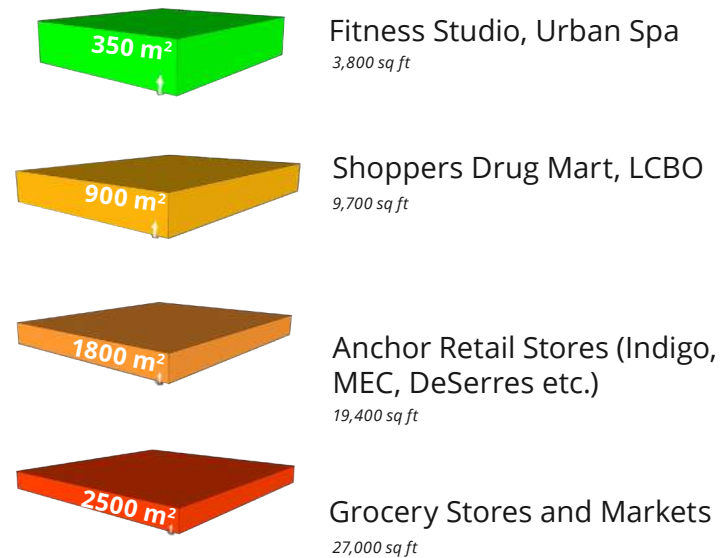 350 m²
Fitness Studio, Urban Spa
3,800 sq ft
900 m²
Shoppers Drug Mart, LCBO
9,700 sq ft
1800 m²
Anchor Retail Stores (Indigo,
MEC, DeSerres etc.)
19,400 sq ft
2500 m²
Grocery Stores and Markets
27,000 sq ft